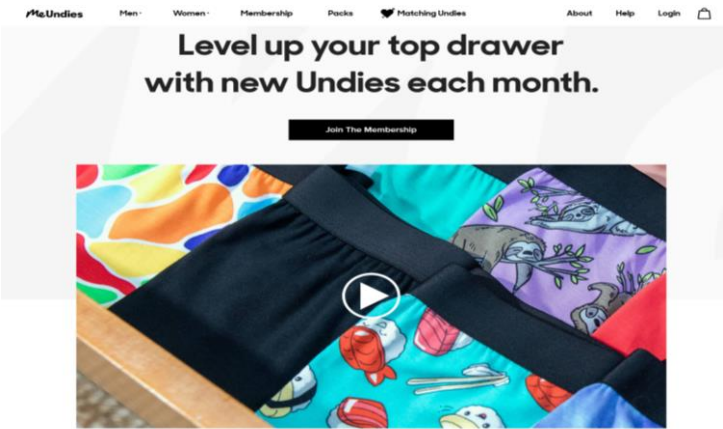 MeUndies Men Women Membership Packs Matching Undies About Help Login
Level up your top drawer
with new Undies each month.
Join The Membership